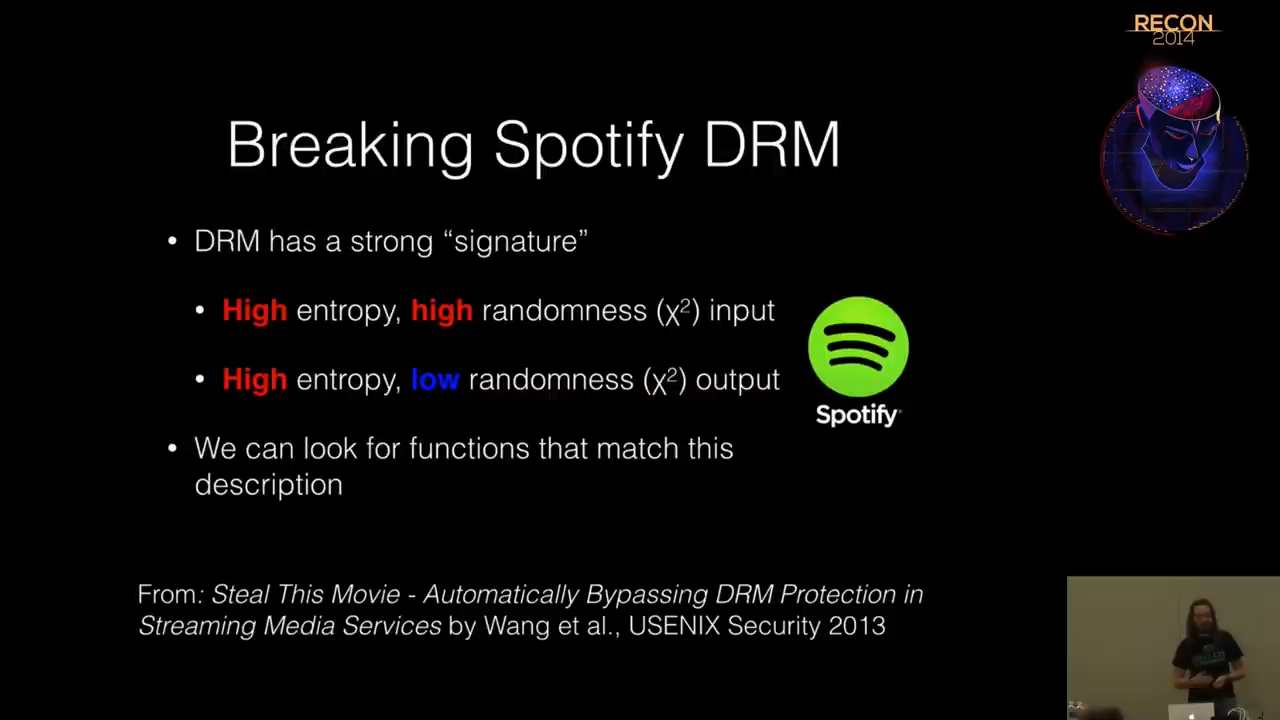 RECON
2014
Breaking Spotify DRM
• DRM has a strong “signature”
• High entropy, high randomness (χ²) input
• High entropy, low randomness (χ²) output
Spotify
• We can look for functions that match this
description
From: Steal This Movie - Automatically Bypassing DRM Protection in
Streaming Media Services by Wang et al., USENIX Security 2013